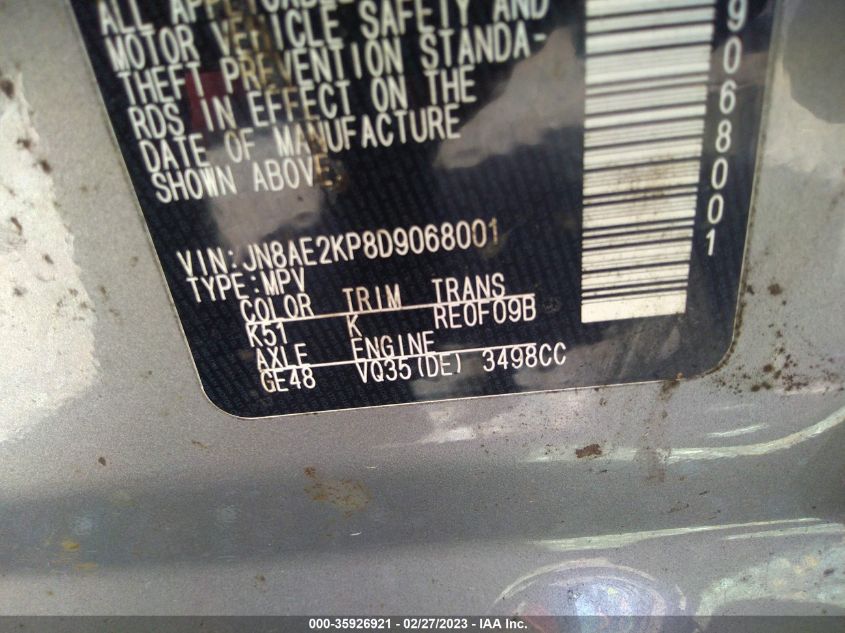 ALL
MOTOR VEHICLE SAFETY AND
THEFT PREVENTION STANDA-
RDS IN EFFECT ON THE
DATE OF MANUFACTURE
SHOWN ABOVE.
VIN:JN8AE2KP8D9068001
TYPE:MPV
COLOR TRIM TRANS
K51 K RE0F09B
AXLE ENGINE
GE48 VQ35(DE) 3498CC
9068001
000-35926921 - 02/27/2023 - IAA Inc.